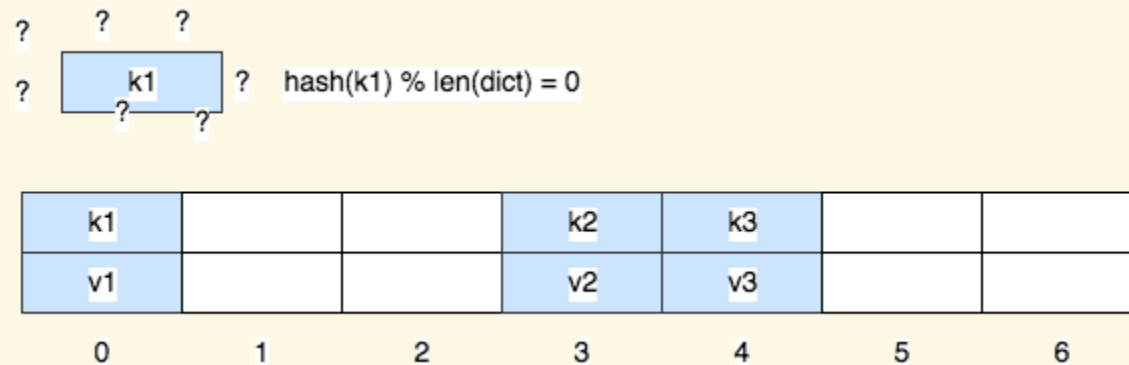 ? ? ?
? k1 ? hash(k1) % len(dict) = 0
? ?
k1 k2 k3
v1 v2 v3
0 1 2 3 4 5 6